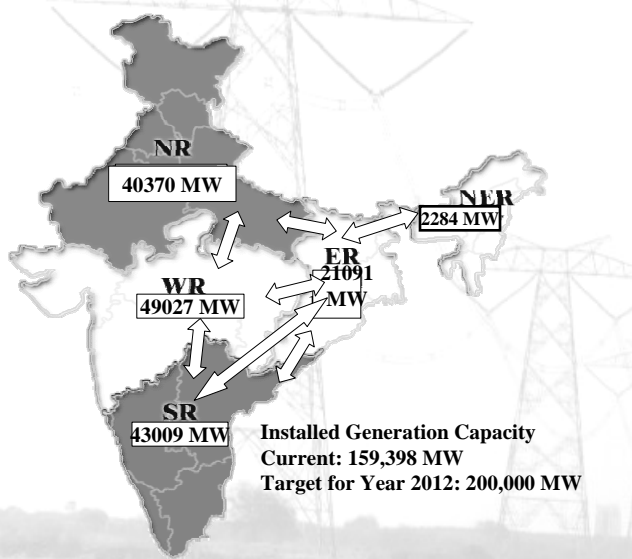 NR
40370 MW
NER
2284 MW
ER
21091
MW
WR
49027 MW
SR
43009 MW
Installed Generation Capacity
Current: 159,398 MW
Target for Year 2012: 200,000 MW